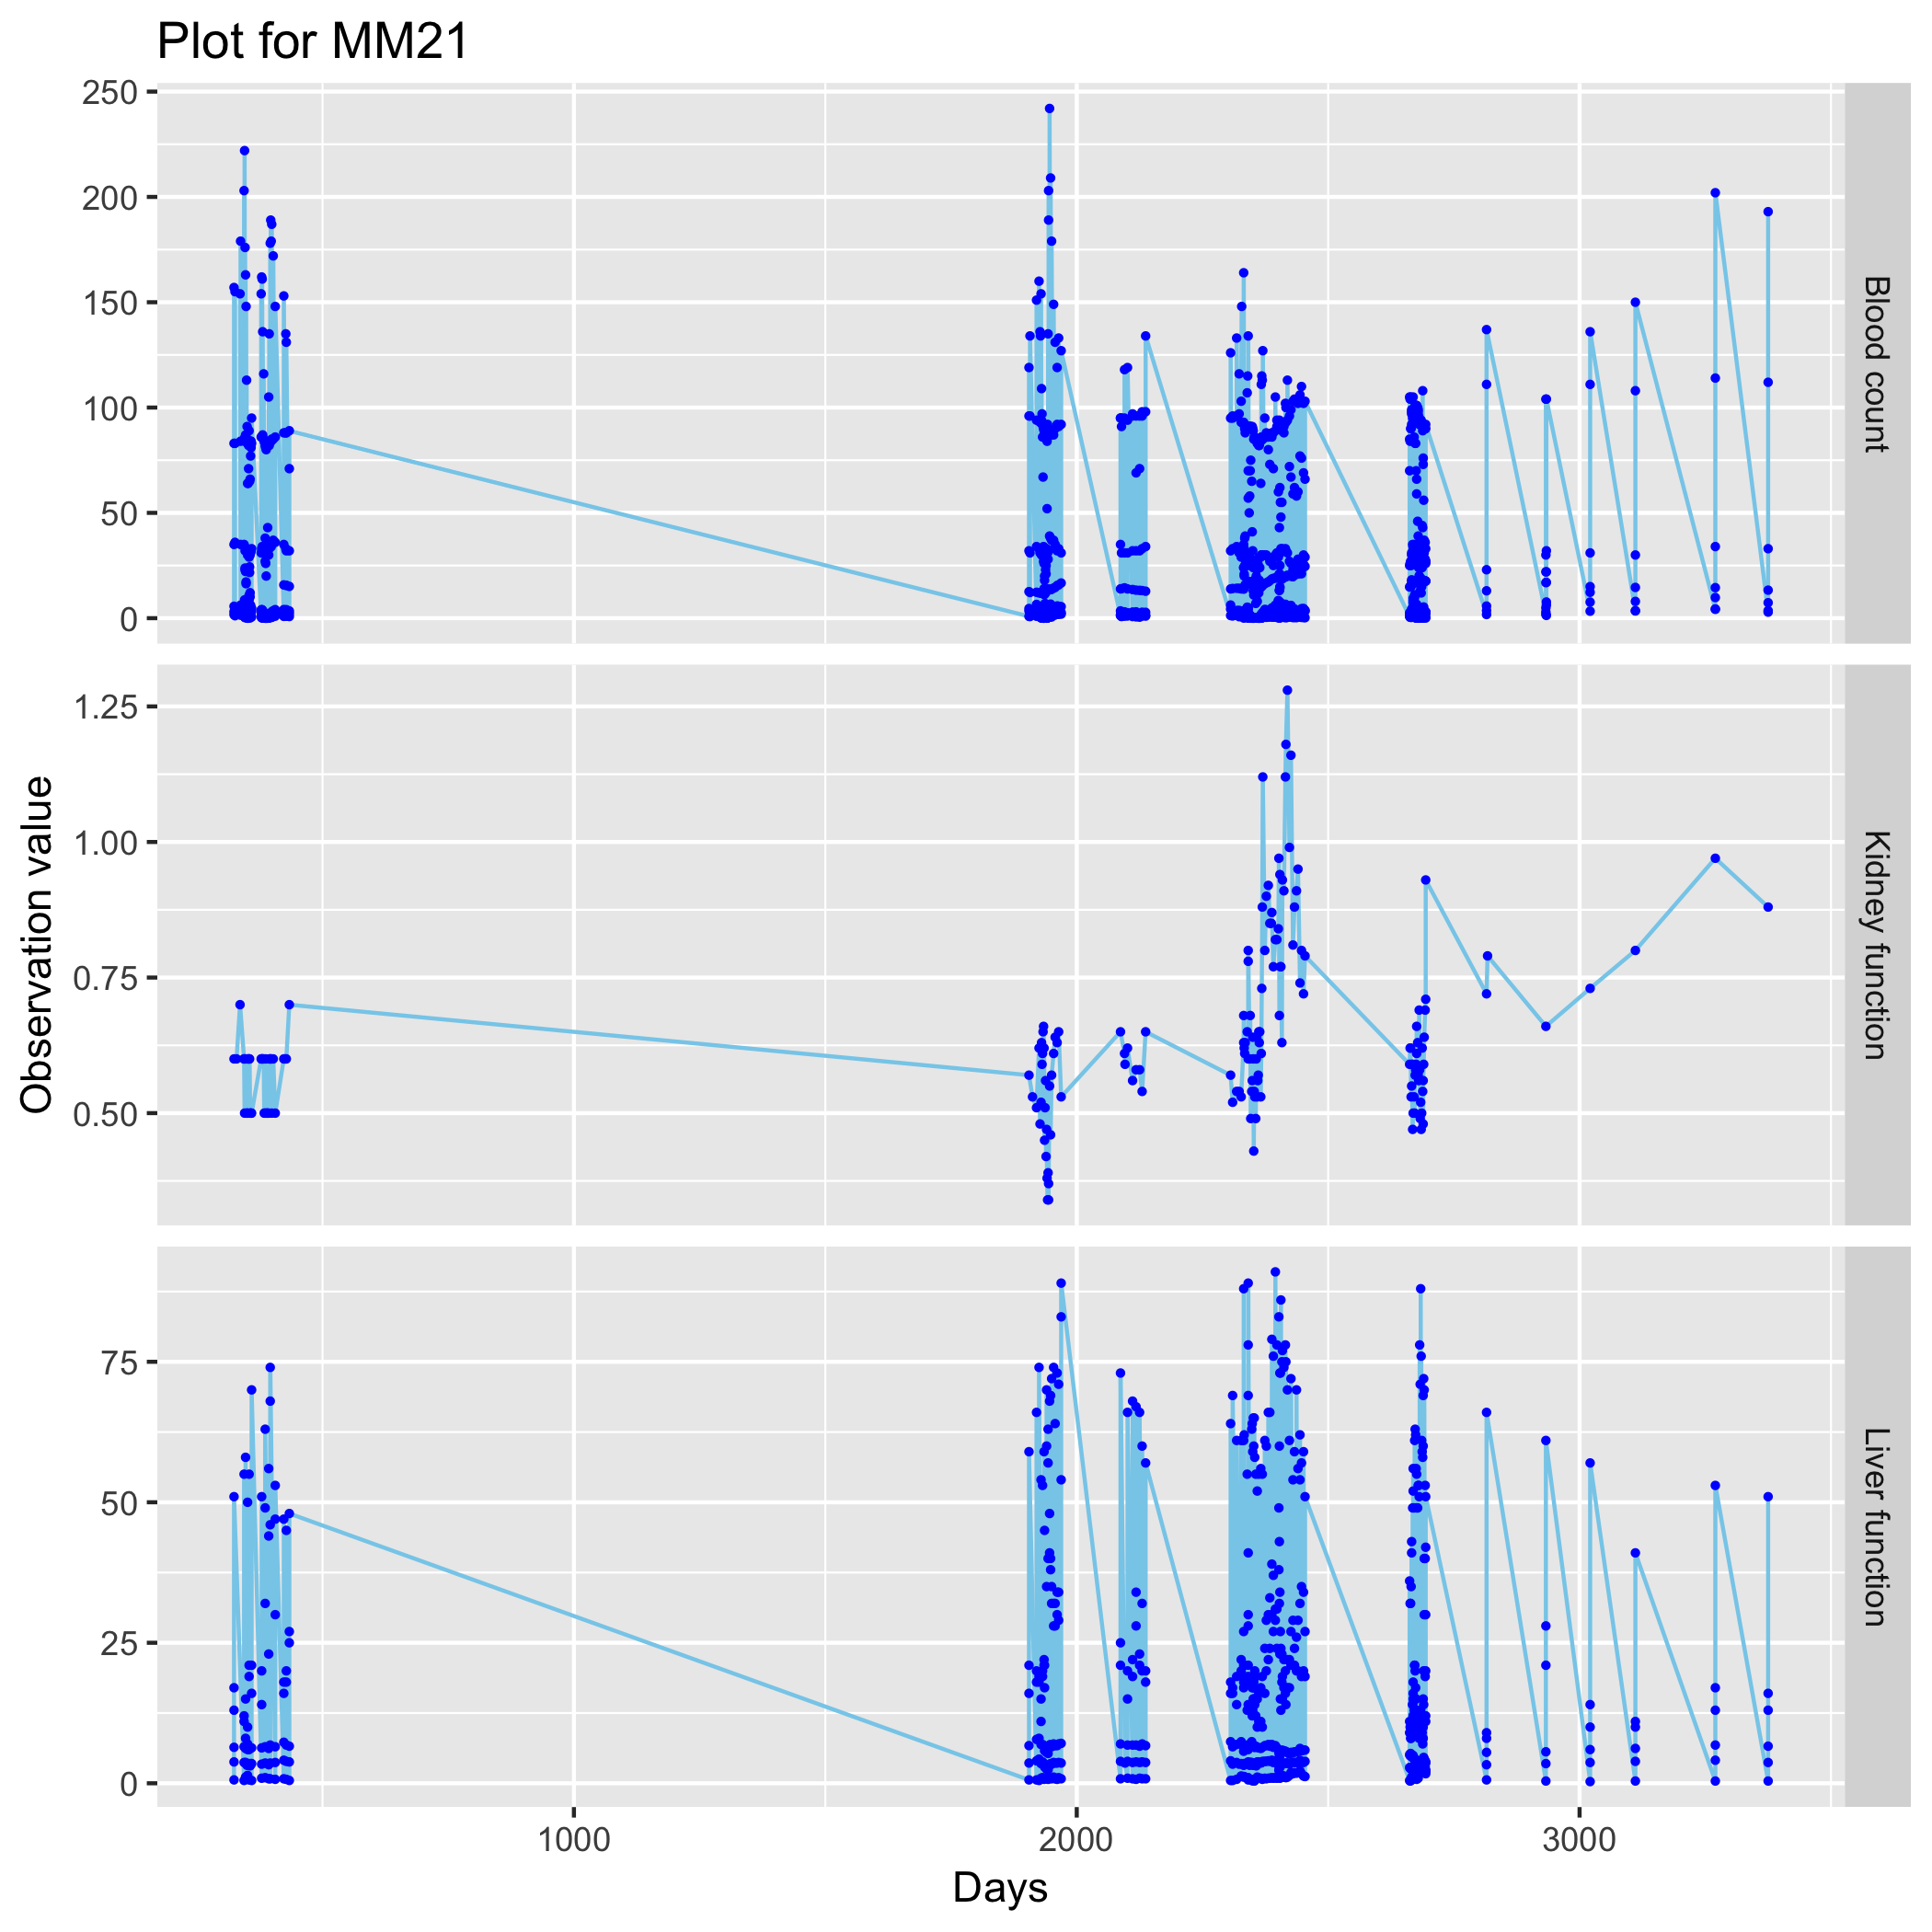 Plot for MM21
250
200
150
100
50
0
Blood count
1.25
1.00
0.75
0.50
Kidney function
Observation value
75
50
25
0
Liver function
1000
2000
3000
Days